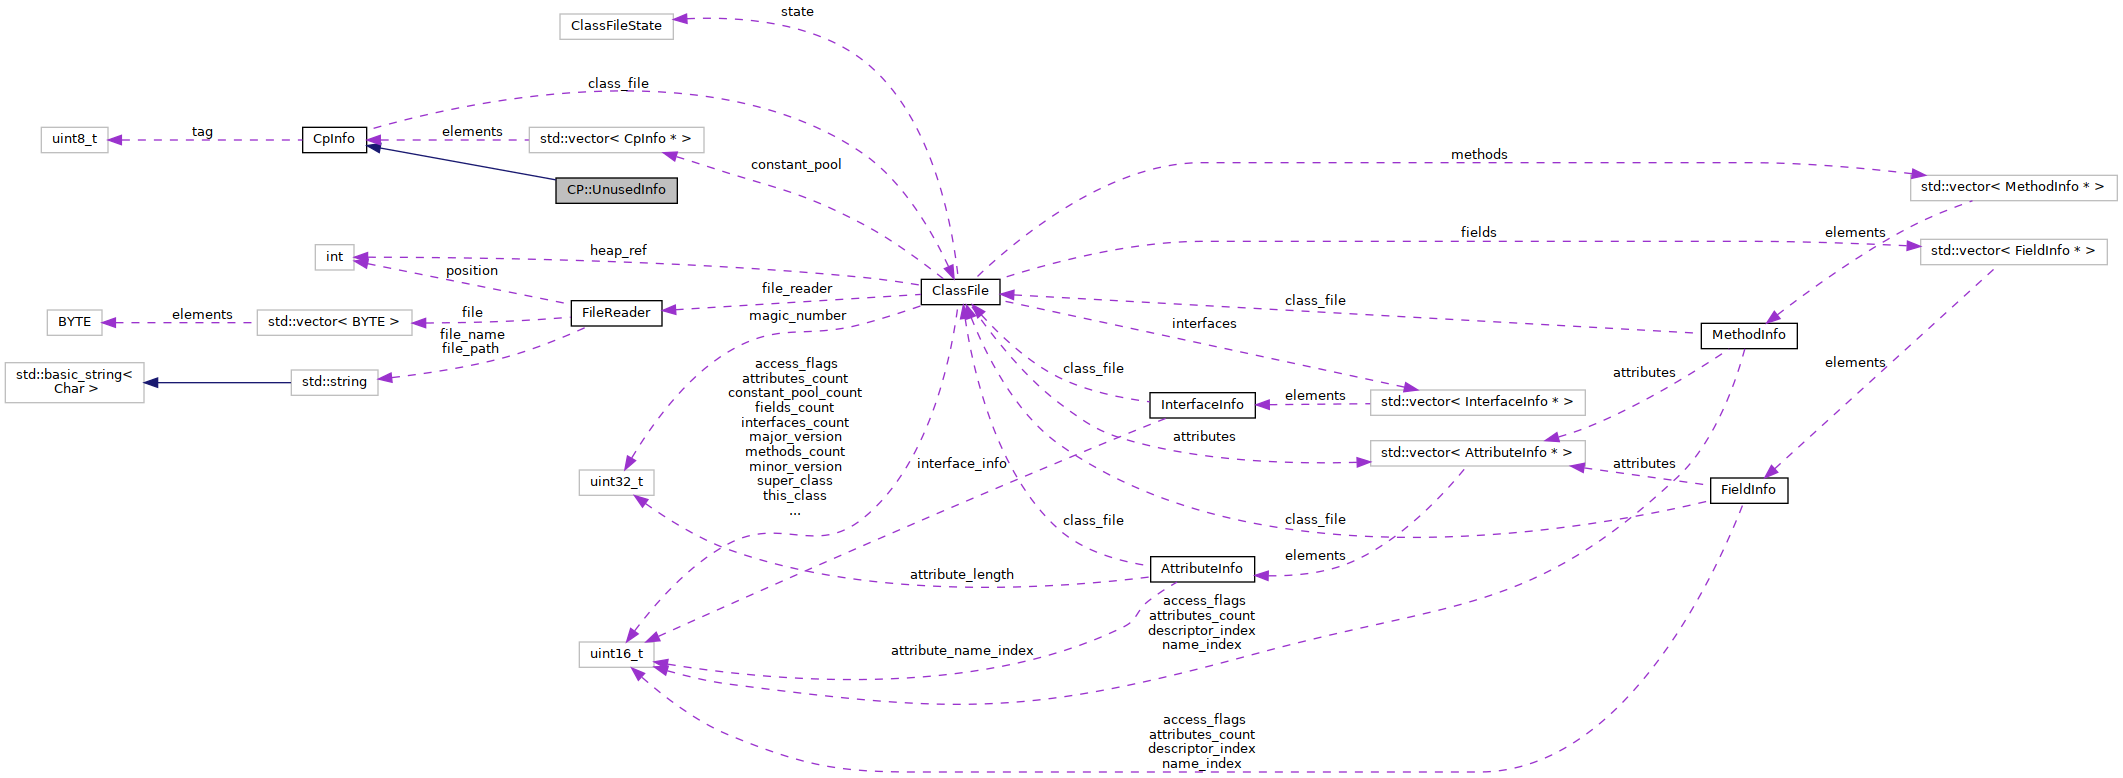 state
ClassFileState
class_file
uint8_t
tag
CpInfo
elements
std::vector< CpInfo * >
constant_pool
CP::UnusedInfo
methods
std::vector< MethodInfo * >
fields
elements
std::vector< FieldInfo * >
int
heap_ref
position
ClassFile
file_reader
magic_number
class_file
BYTE
elements
std::vector< BYTE >
file
FileReader
file_name
file_path
interfaces
MethodInfo
std::basic_string<
Char >
std::string
access_flags
attributes_count
constant_pool_count
fields_count
interfaces_count
major_version
methods_count
minor_version
super_class
this_class
...
class_file
attributes
elements
InterfaceInfo
elements
std::vector< InterfaceInfo * >
attributes
std::vector< AttributeInfo * >
interface_info
attributes
uint32_t
FieldInfo
class_file
class_file
elements
attribute_length
AttributeInfo
access_flags
attributes_count
descriptor_index
name_index
uint16_t
attribute_name_index
access_flags
attributes_count
descriptor_index
name_index